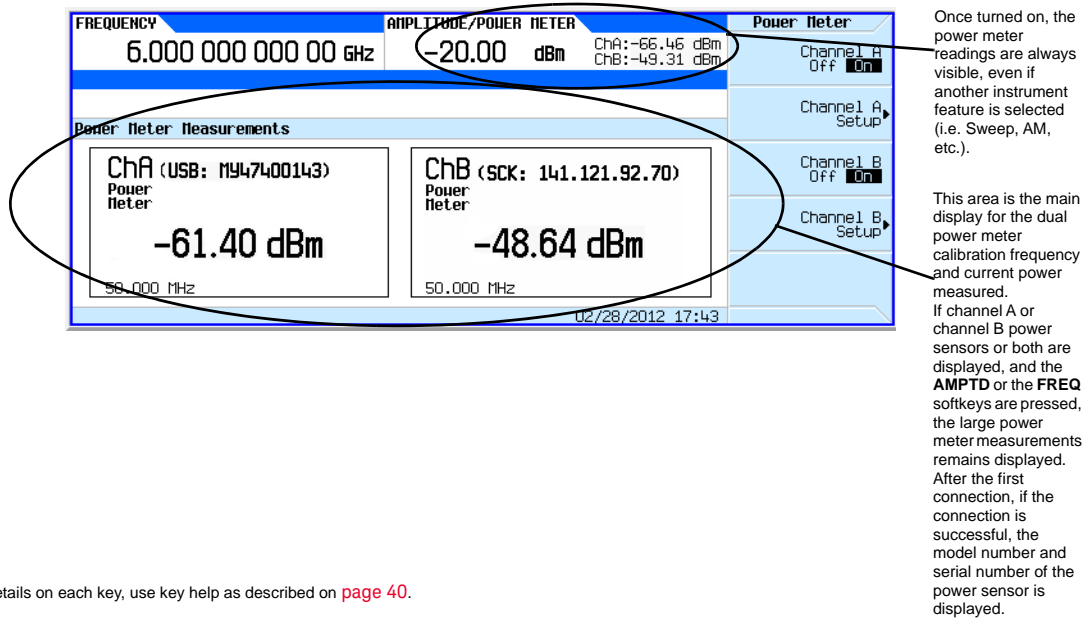 FREQUENCY
6.000 000 000 00 GHz
AMPLITUDE/POWER METER
-20.00 dBm
ChA:-66.46 dBm
ChB:-49.31 dBm
Power Meter
Channel A
Off On
Channel A
Setup
Channel B
Off On
Channel B
Setup
Power Meter Measurements
ChA (USB: MY47400143)
Power
Meter
-61.40 dBm
50.000 MHz
ChB (SCK: 141.121.92.70)
Power
Meter
-48.64 dBm
50.000 MHz
02/28/2012 17:43
Once turned on, the
power meter
readings are always
visible, even if
another instrument
feature is selected
(i.e. Sweep, AM,
etc.).
This area is the main
display for the dual
power meter
calibration frequency
and current power
measured.
If channel A or
channel B power
sensors or both are
displayed, and the
AMPTD or the FREQ
softkeys are pressed,
the large power
meter measurements
remains displayed.
After the first
connection, if the
connection is
successful, the
model number and
serial number of the
power sensor is
displayed.
etails on each key, use key help as described on page 40.